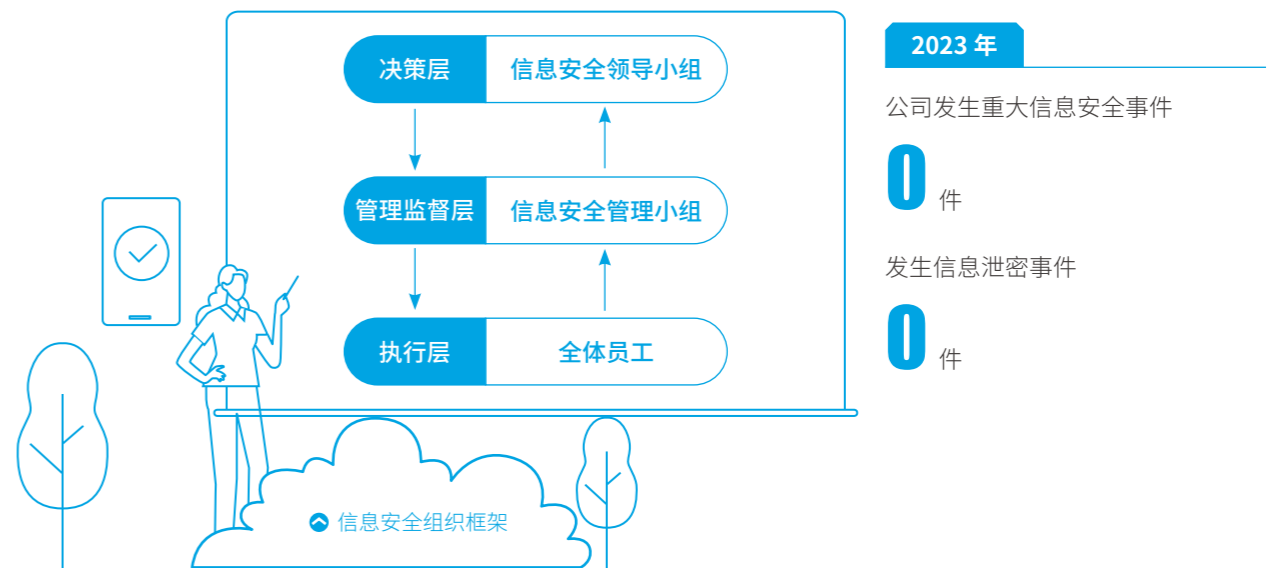 决策层 信息安全领导小组
管理监督层 信息安全管理小组
执行层 全体员工
信息安全组织框架
2023 年
公司发生重大信息安全事件
0 件
发生信息泄密事件
0 件